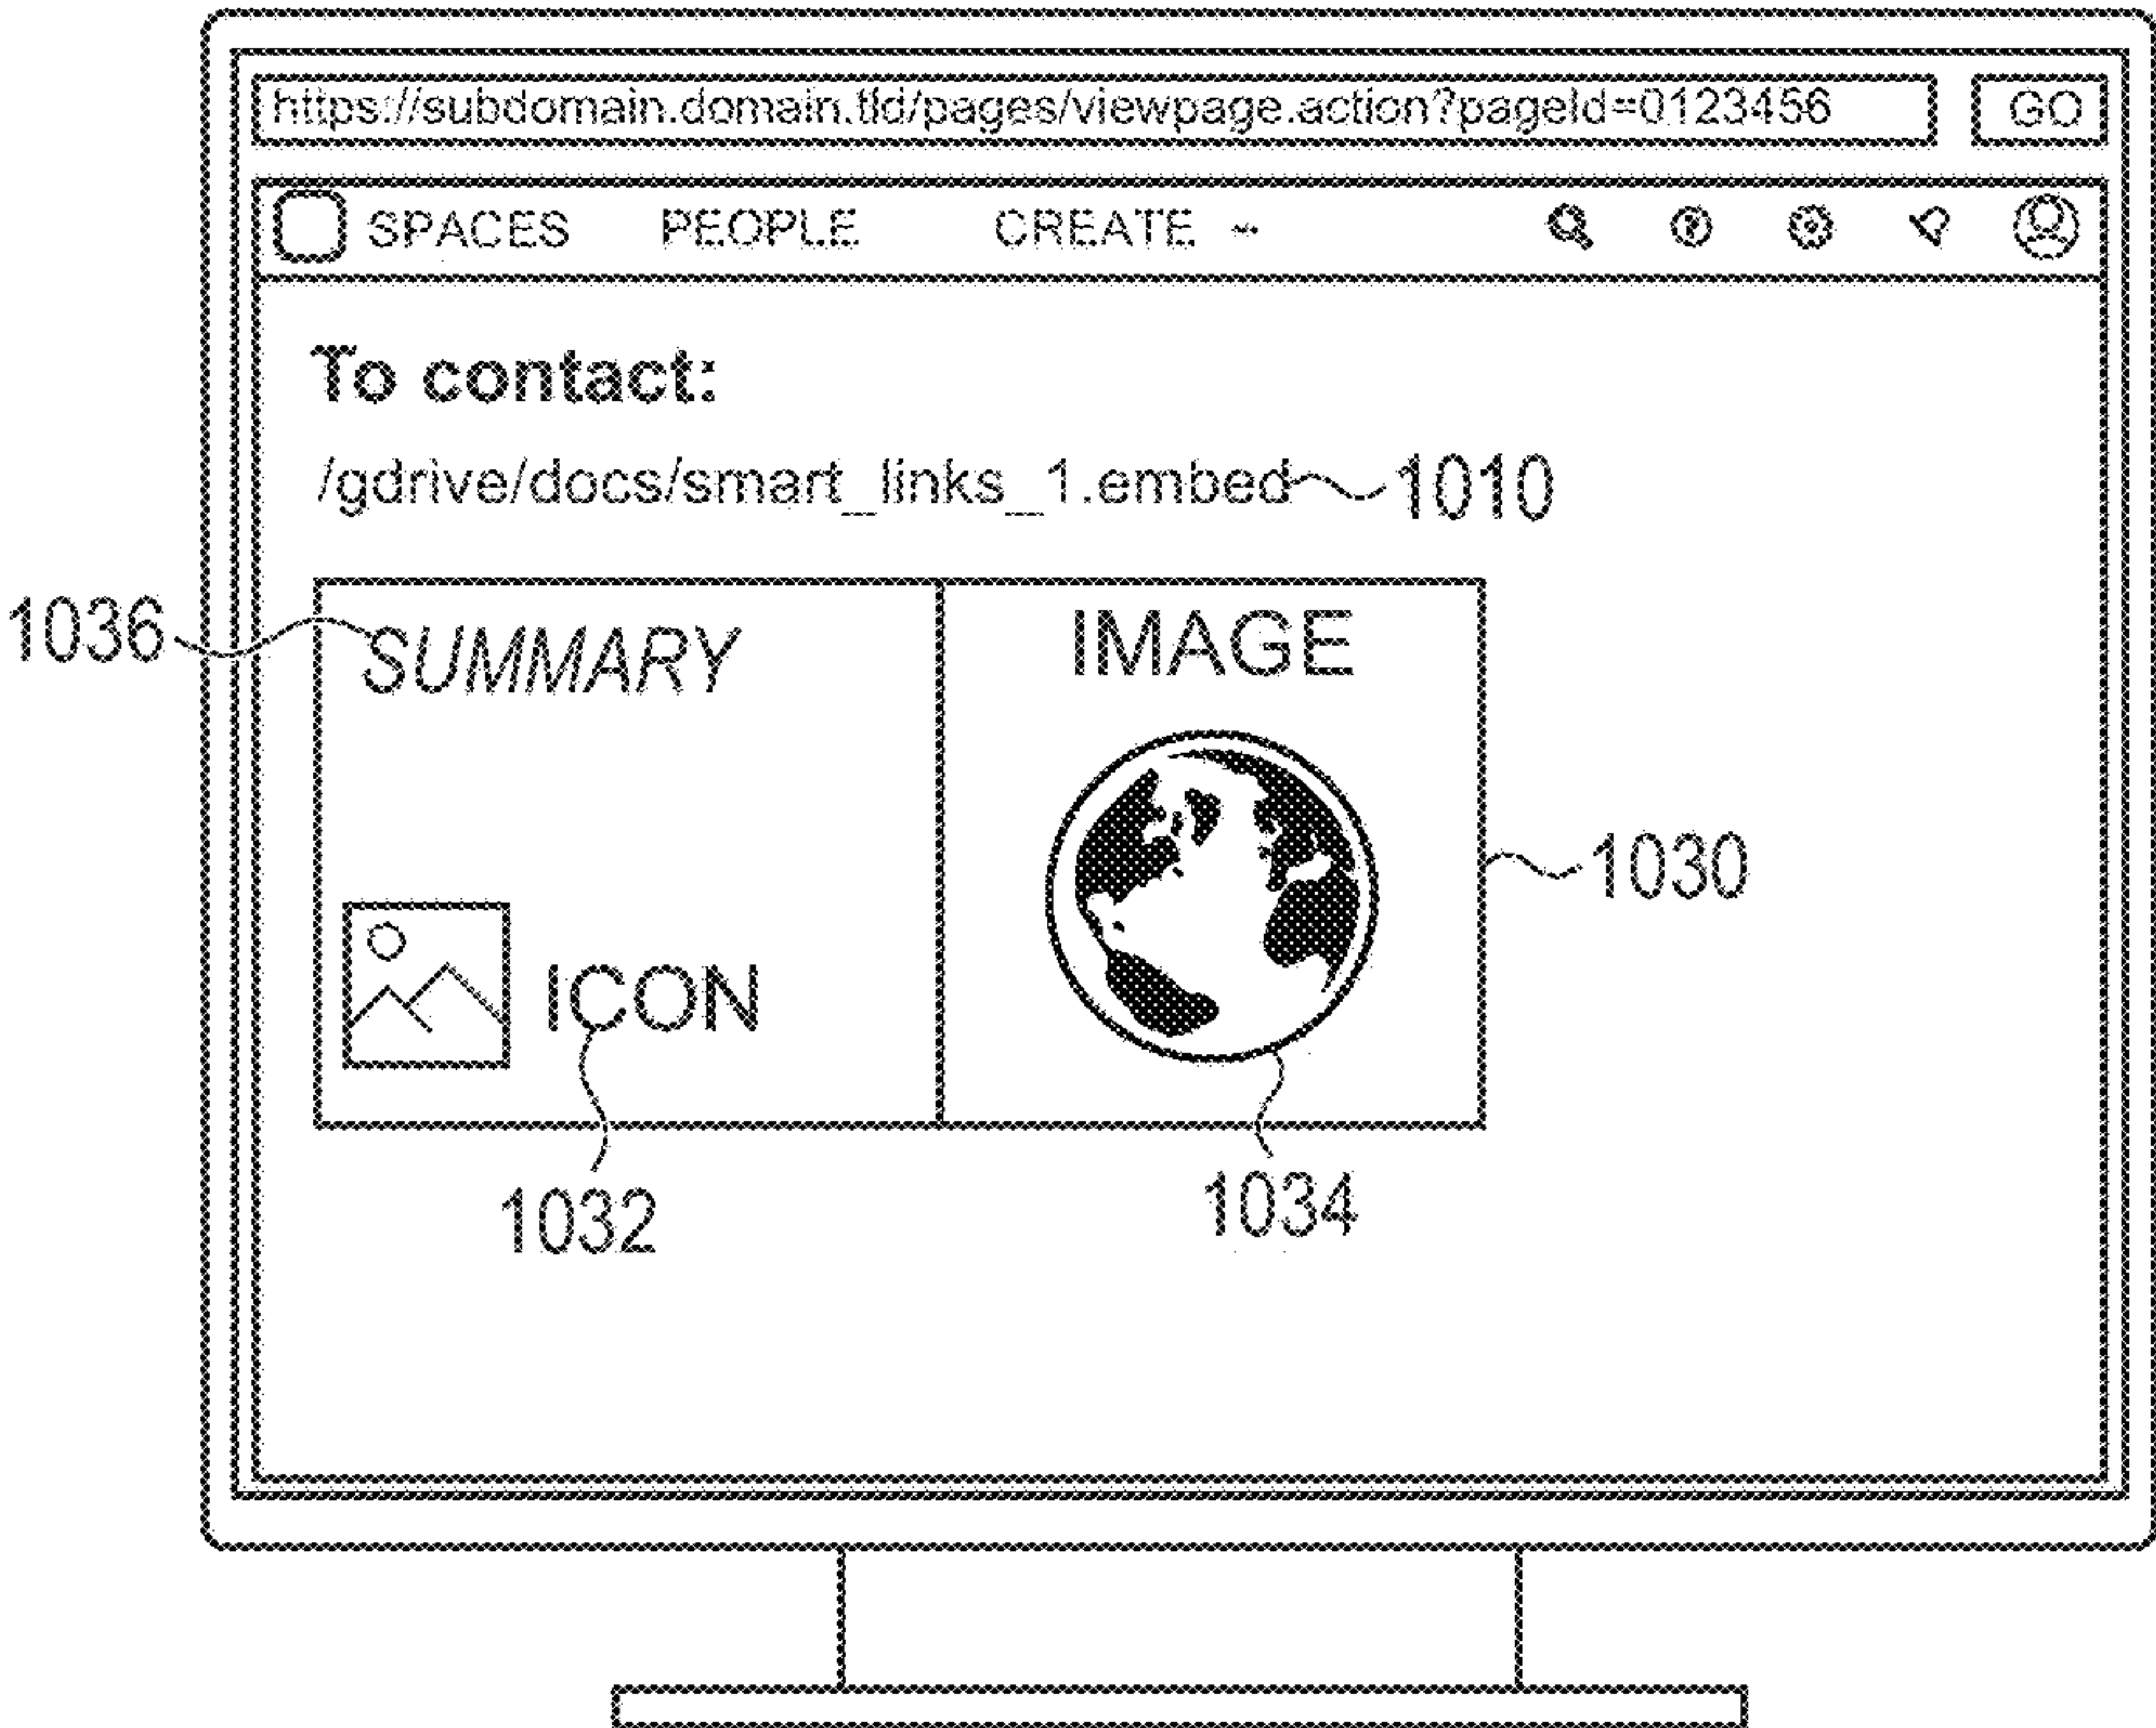 https://subdomain.domain.tld/pages/viewpage.action?pageId=0123456 GO
SPACES PEOPLE CREATE
To contact:
/gdrive/docs/smart_links_1.embed 1010
1036 SUMMARY IMAGE
1030
ICON
1032 1034